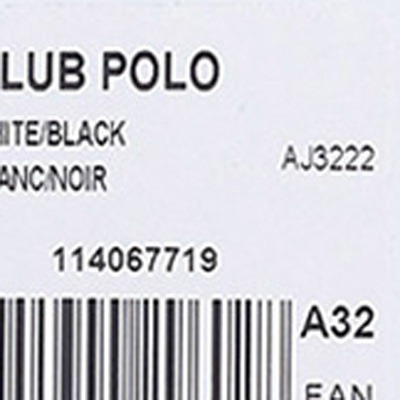 LUB POLO
ITE/BLACK
ANC/NOIR
AJ3222
114067719
A32
EAN